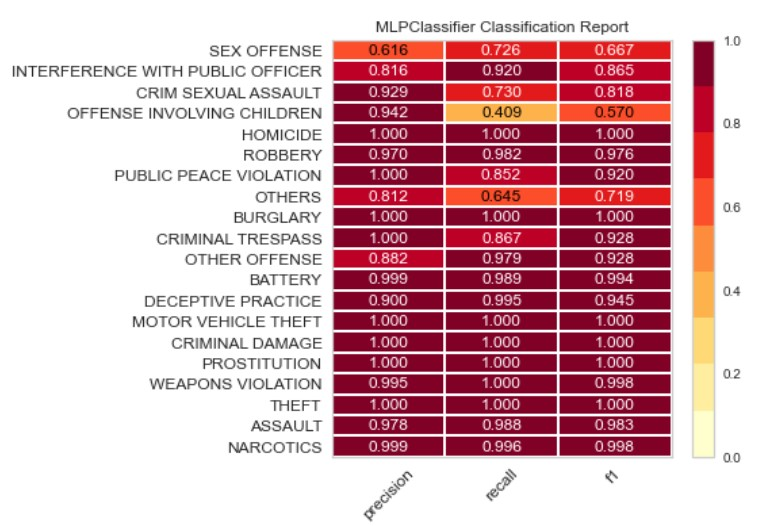 MLPClassifier Classification Report
SEX OFFENSE 0.616 0.726 0.667
INTERFERENCE WITH PUBLIC OFFICER 0.816 0.920 0.865
CRIM SEXUAL ASSAULT 0.929 0.730 0.818
OFFENSE INVOLVING CHILDREN 0.942 0.409 0.570
HOMICIDE 1.000 1.000 1.000
ROBBERY 0.970 0.982 0.976
PUBLIC PEACE VIOLATION 1.000 0.852 0.920
OTHERS 0.812 0.645 0.719
BURGLARY 1.000 1.000 1.000
CRIMINAL TRESPASS 1.000 0.867 0.928
OTHER OFFENSE 0.882 0.979 0.928
BATTERY 0.999 0.989 0.994
DECEPTIVE PRACTICE 0.900 0.995 0.945
MOTOR VEHICLE THEFT 1.000 1.000 1.000
CRIMINAL DAMAGE 1.000 1.000 1.000
PROSTITUTION 1.000 1.000 1.000
WEAPONS VIOLATION 0.995 1.000 0.998
THEFT 1.000 1.000 1.000
ASSAULT 0.978 0.988 0.983
NARCOTICS 0.999 0.996 0.998
precision recall f1
1.0
0.8
0.6
0.4
0.2
0.0